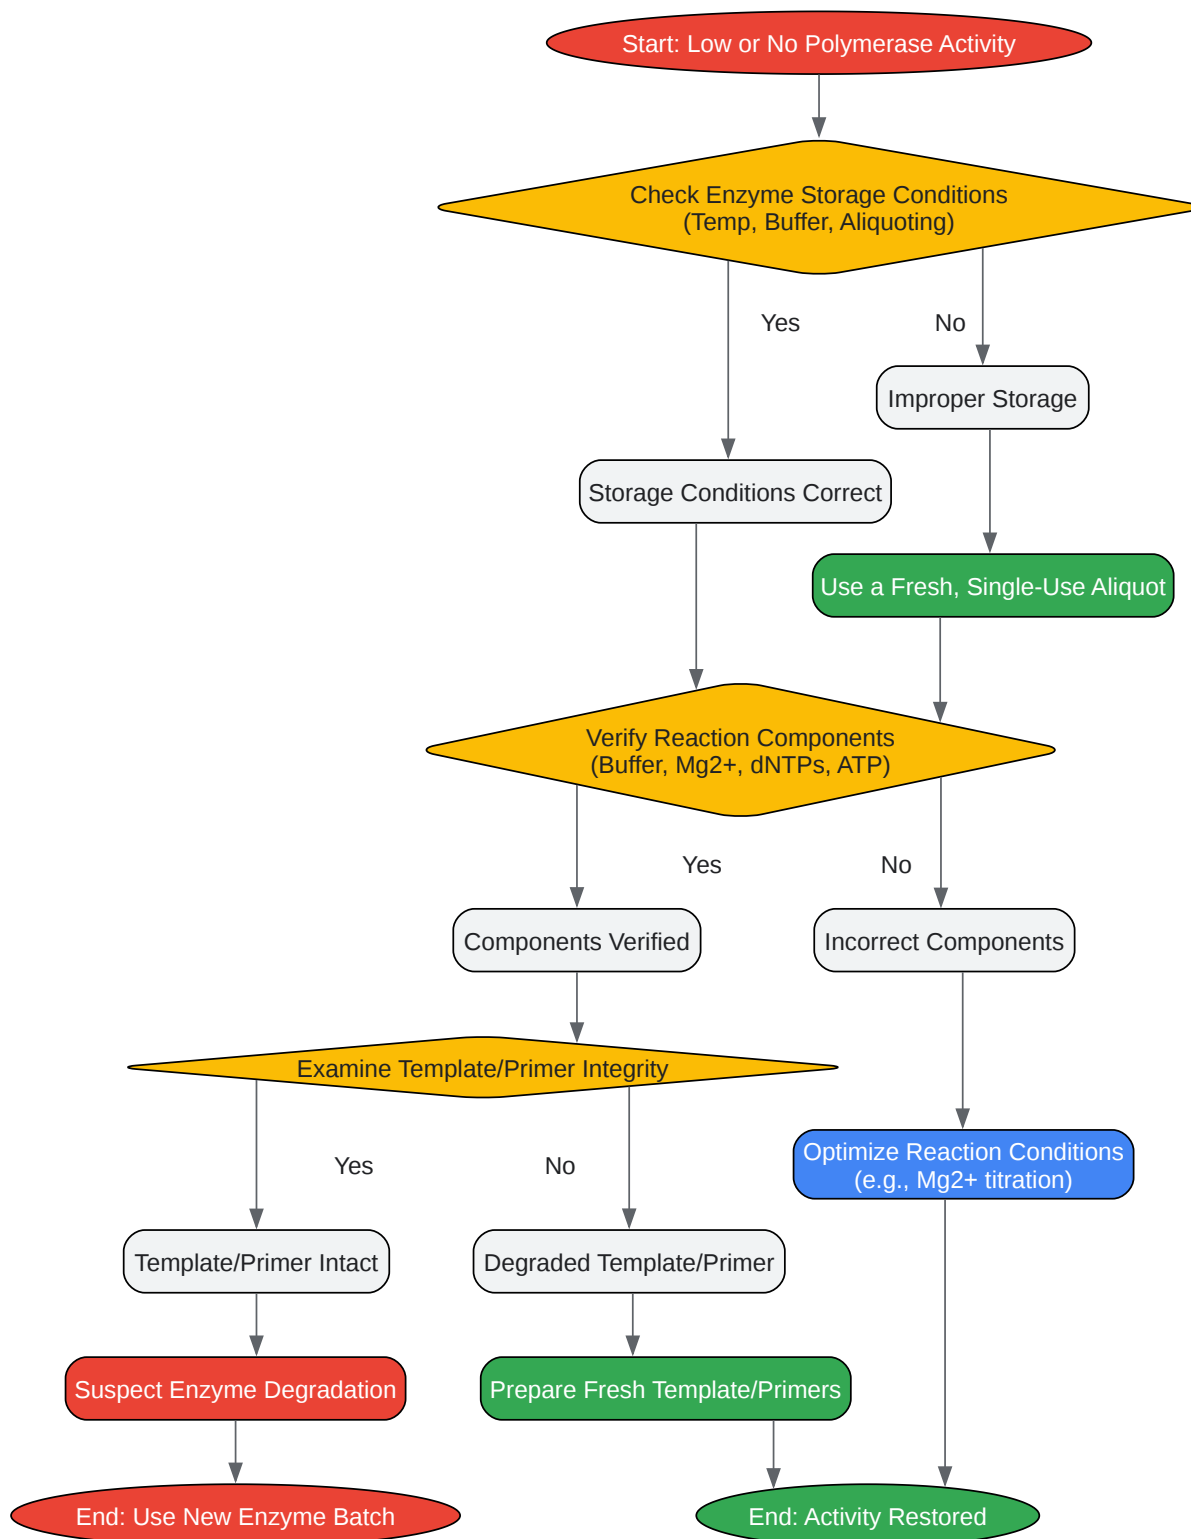 Start: Low or No Polymerase Activity
Check Enzyme Storage Conditions
(Temp, Buffer, Aliquoting)
Yes
No
Improper Storage
Storage Conditions Correct
Use a Fresh, Single-Use Aliquot
Verify Reaction Components
(Buffer, Mg2+, dNTPs, ATP)
Yes
No
Components Verified
Incorrect Components
Examine Template/Primer Integrity
Optimize Reaction Conditions
(e.g., Mg2+ titration)
Yes
No
Template/Primer Intact
Degraded Template/Primer
Suspect Enzyme Degradation
Prepare Fresh Template/Primers
End: Use New Enzyme Batch
End: Activity Restored